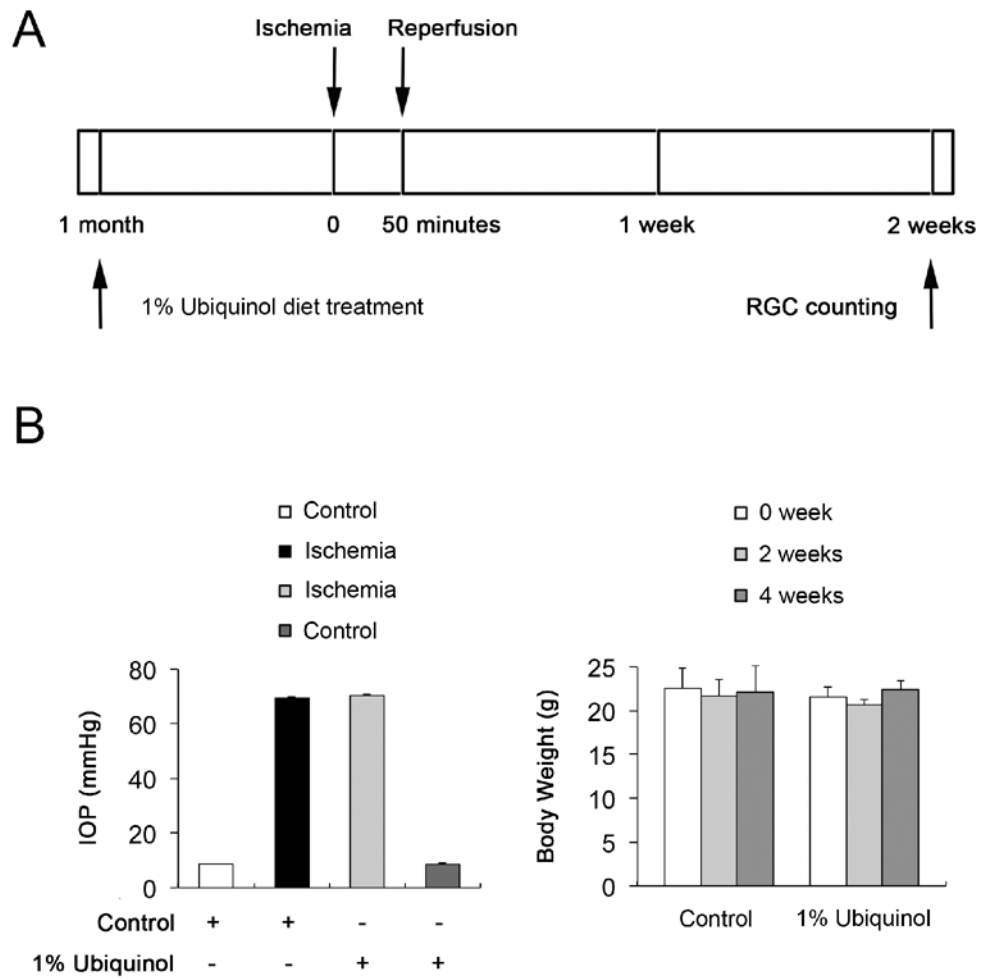 A
Ischemia Reperfusion
1 month 0 50 minutes 1 week 2 weeks
1% Ubiquinol diet treatment RGC counting
B
Control
Ischemia
Ischemia
Control
IOP (mmHg)
80
60
40
20
0
Control + + - -
1% Ubiquinol - - + +
0 week
2 weeks
4 weeks
Body Weight (g)
25
20
15
10
5
0
Control 1% Ubiquinol